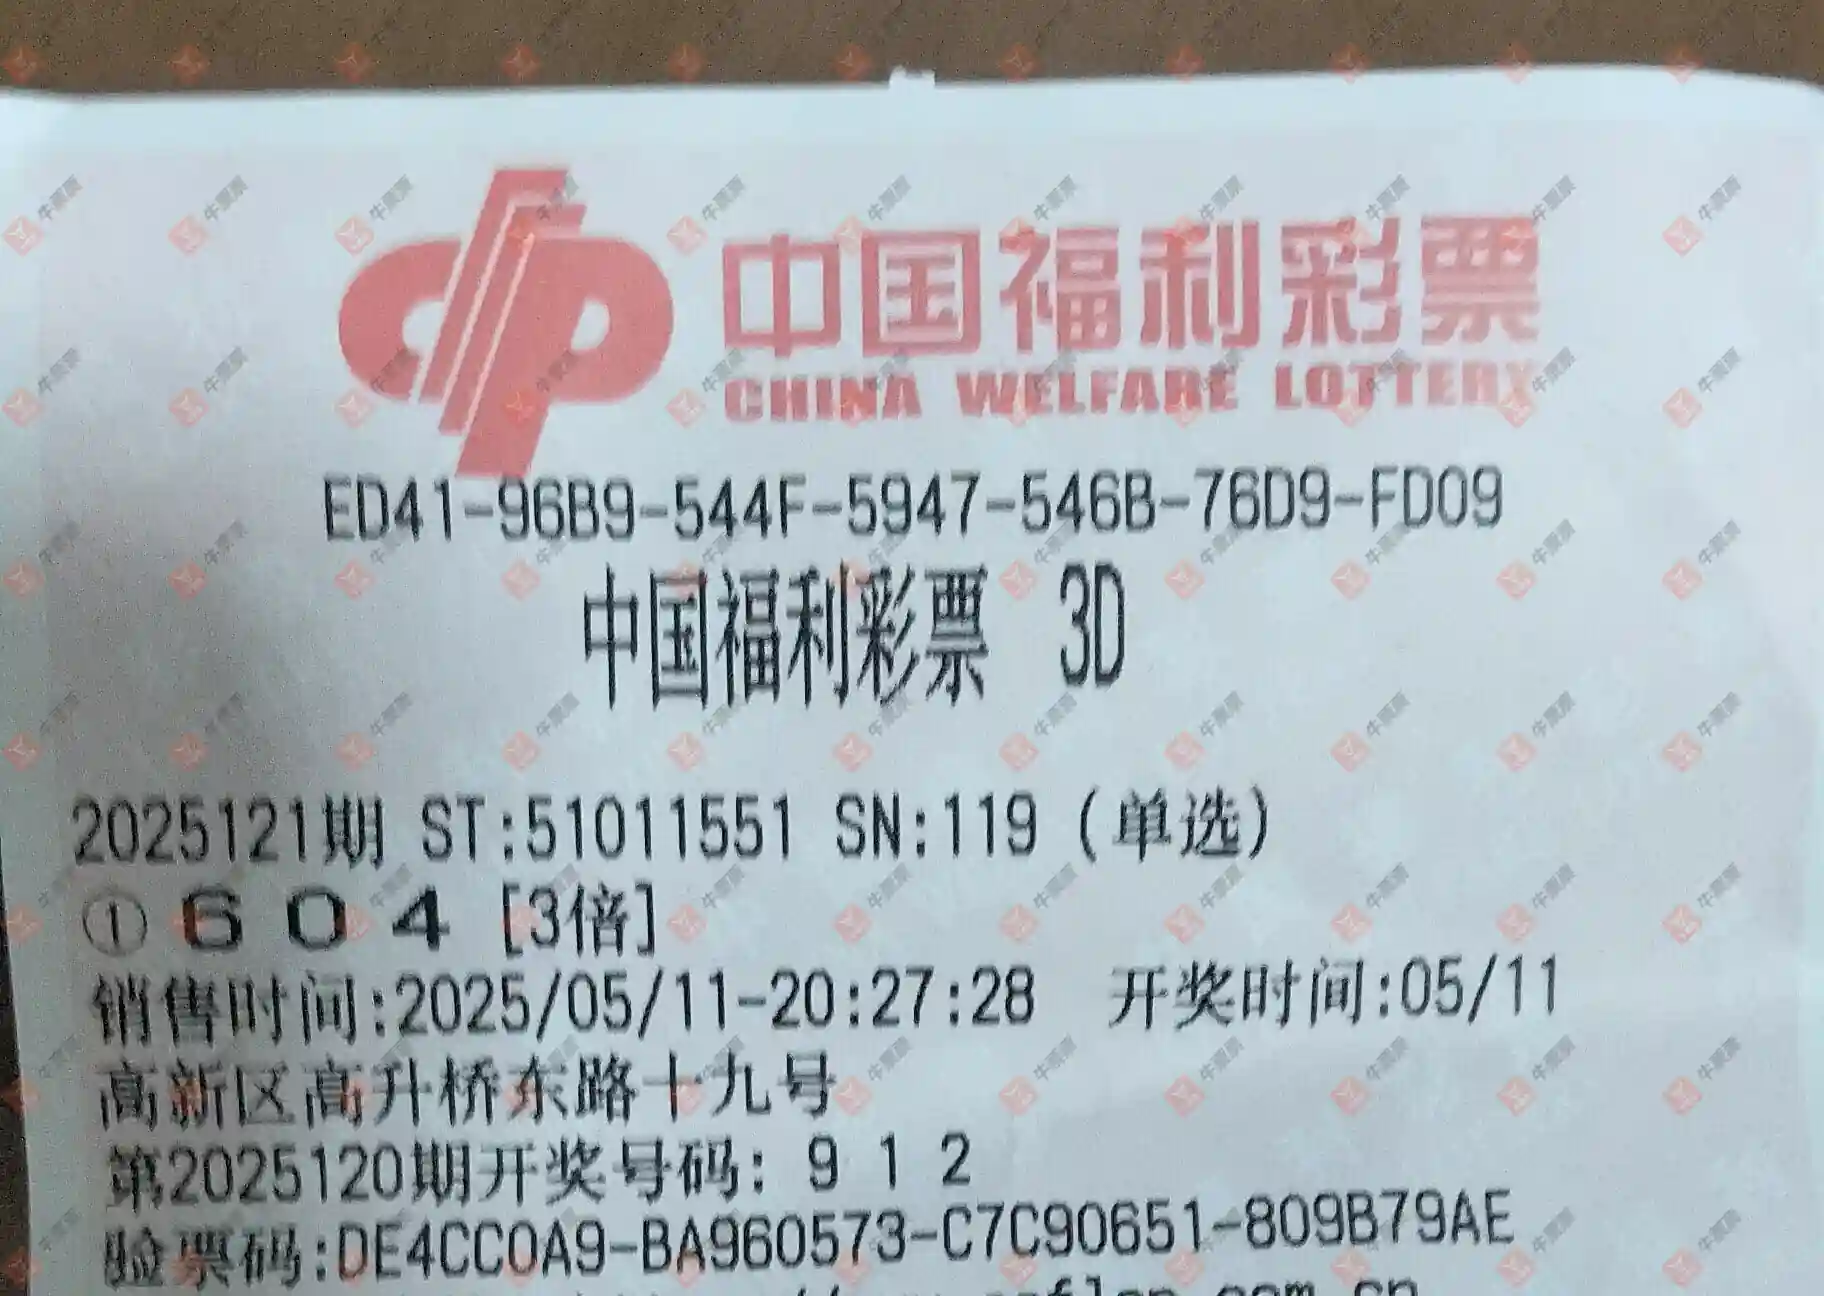 中国福利彩票
CHINA WELFARE LOTTERY
ED41-96B9-544F-5947-546B-76D9-FD09
中国福利彩票 3D
2025121期 ST:51011551 SN:119 (单选)
① 6 0 4 [3倍]
销售时间:2025/05/11-20:27:28 开奖时间:05/11
高新区高升桥东路十九号
第2025120期开奖号码: 9 1 2
验票码:DE4CC0A9-BA960573-C7C90651-809B79AE